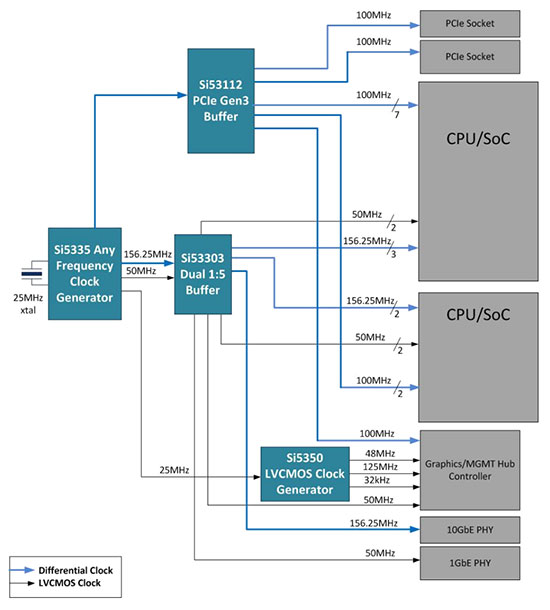 100MHz
PCIe Socket
100MHz
PCIe Socket
Si53112
PCIe Gen3
Buffer
100MHz
7
CPU/SoC
50MHz
2
156.25MHz
3
Si5335 Any
Frequency
Clock
Generator
25MHz
xtal
156.25MHz
50MHz
Si53303
Dual 1:5
Buffer
156.25MHz
2
CPU/SoC
50MHz
2
100MHz
2
100MHz
25MHz
Si5350
LVCMOS Clock
Generator
48MHz
125MHz
32kHz
50MHz
Graphics/MGMT Hub
Controller
156.25MHz
10GbE PHY
50MHz
1GbE PHY
Differential Clock
LVCMOS Clock